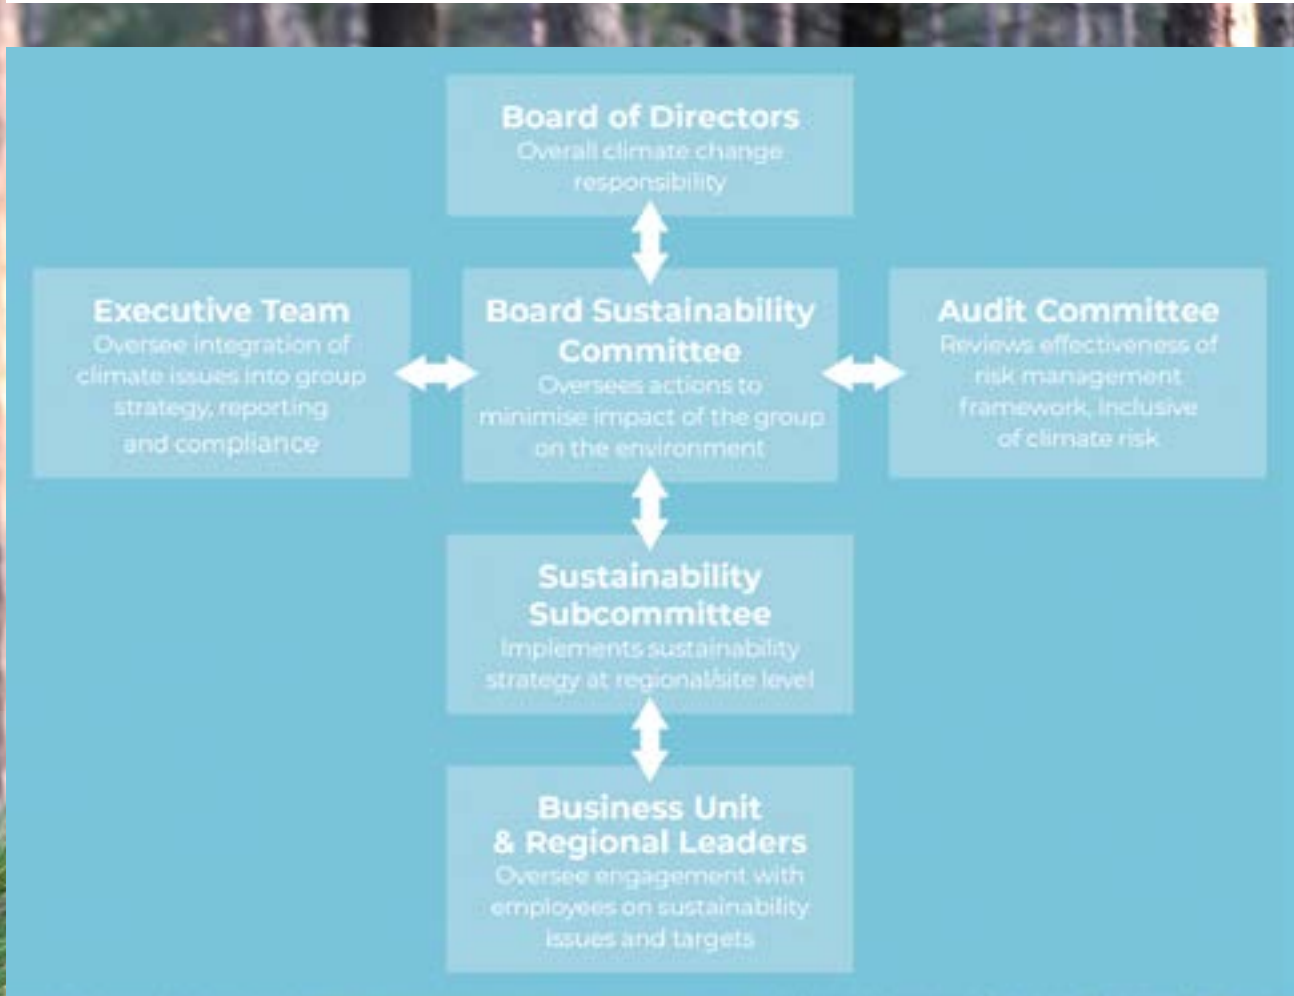 Board of Directors
Overall climate change
responsibility
Executive Team
Oversee integration of
climate issues into group
strategy, reporting
and compliance
Board Sustainability
Committee
Oversees actions to
minimise impact of the group
on the environment
Audit Committee
Reviews effectiveness of
risk management
framework, inclusive
of climate risk
Sustainability
Subcommittee
Implements sustainability
strategy at regional/site level
Business Unit
& Regional Leaders
Oversee engagement with
employees on sustainability
issues and targets